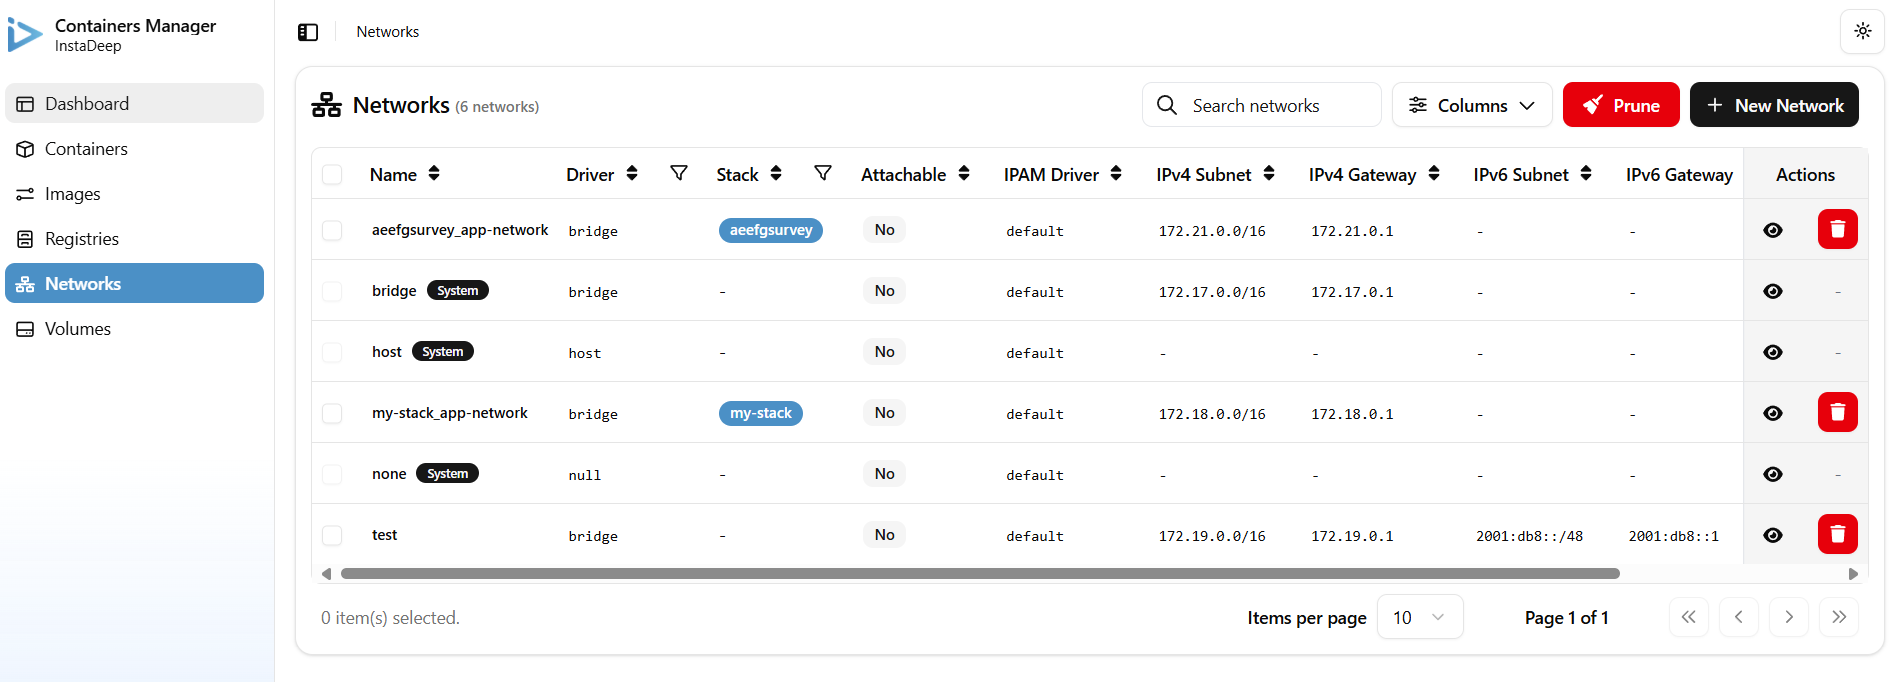 Containers Manager
InstaDeep
Dashboard
Containers
Images
Registries
Networks
Volumes
Networks
Networks (6 networks)
Search networks
Columns
Prune
New Network
Name Driver Stack Attachable IPAM Driver IPv4 Subnet IPv4 Gateway IPv6 Subnet IPv6 Gateway Actions
aeefgsurvey_app-network bridge aeefgsurvey No default 172.21.0.0/16 172.21.0.1 - -
bridge System bridge - No default 172.17.0.0/16 172.17.0.1 - - -
host System host - No default - - - - -
my-stack_app-network bridge my-stack No default 172.18.0.0/16 172.18.0.1 - -
none System null - No default - - - - -
test bridge - No default 172.19.0.0/16 172.19.0.1 2001:db8::/48 2001:db8::1
0 item(s) selected.
Items per page 10
Page 1 of 1